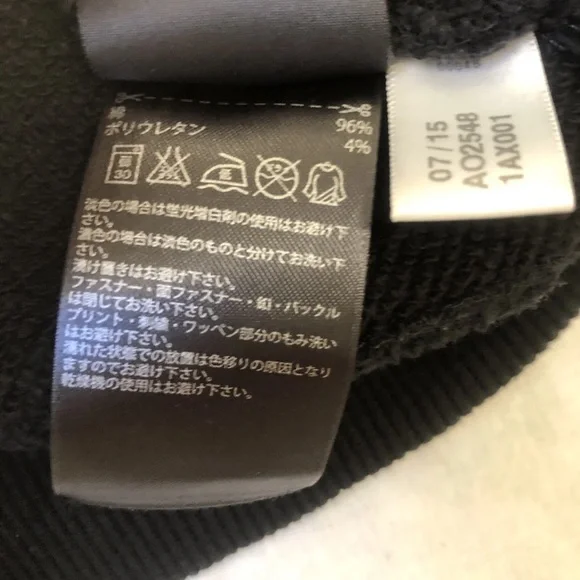 綿 96%
ポリウレタン 4%
30
淡色の場合は蛍光増白剤の使用はお避け下
さい。
濃色の場合は淡色のものと分けてお洗い下
さい。
漬け置きはお避け下さい。
ファスナー・面ファスナー・釦・バックル
は閉じてお洗い下さい。
プリント・刺繍・ワッペン部分のもみ洗い
はお避け下さい。
濡れた状態での放置は色移りの原因となり
ますのでお避け下さい。
乾燥機の使用はお避け下さい。
07/15
AO2548
1AX001